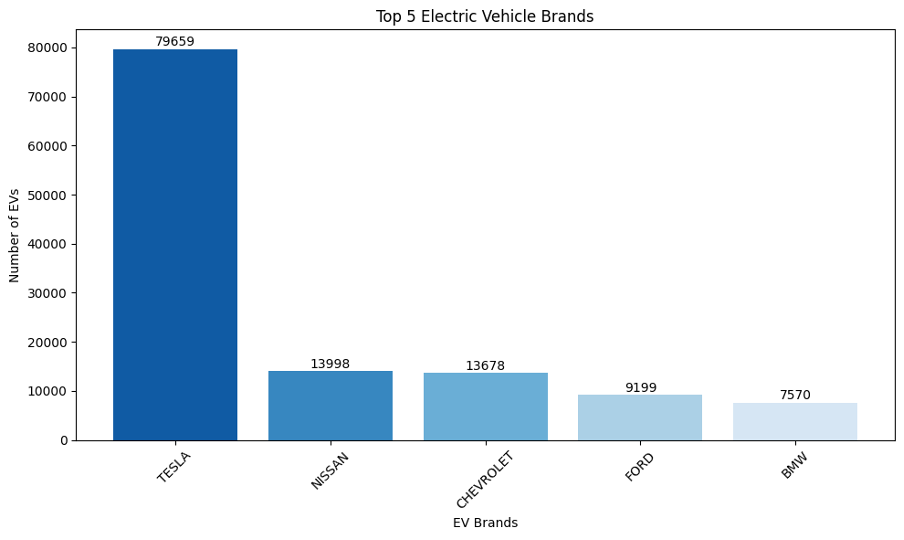 Top 5 Electric Vehicle Brands
79659
80000
70000
60000
50000
40000
30000
20000
10000
0
Number of EVs
13998
13678
9199
7570
TESLA
NISSAN
CHEVROLET
FORD
BMW
EV Brands